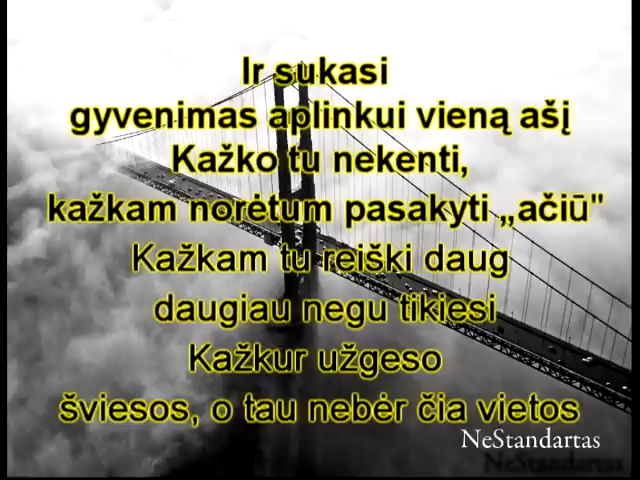 Ir sukasi
gyvenimas aplinkui vieną ašį
Kažko tu nekenti,
kažkam norėtum pasakyti „ačiū"
Kažkam tu reiški daug
daugiau negu tikiesi
Kažkur užgeso
šviesos, o tau nebėr čia vietos
NeStandartas
NeStandartas